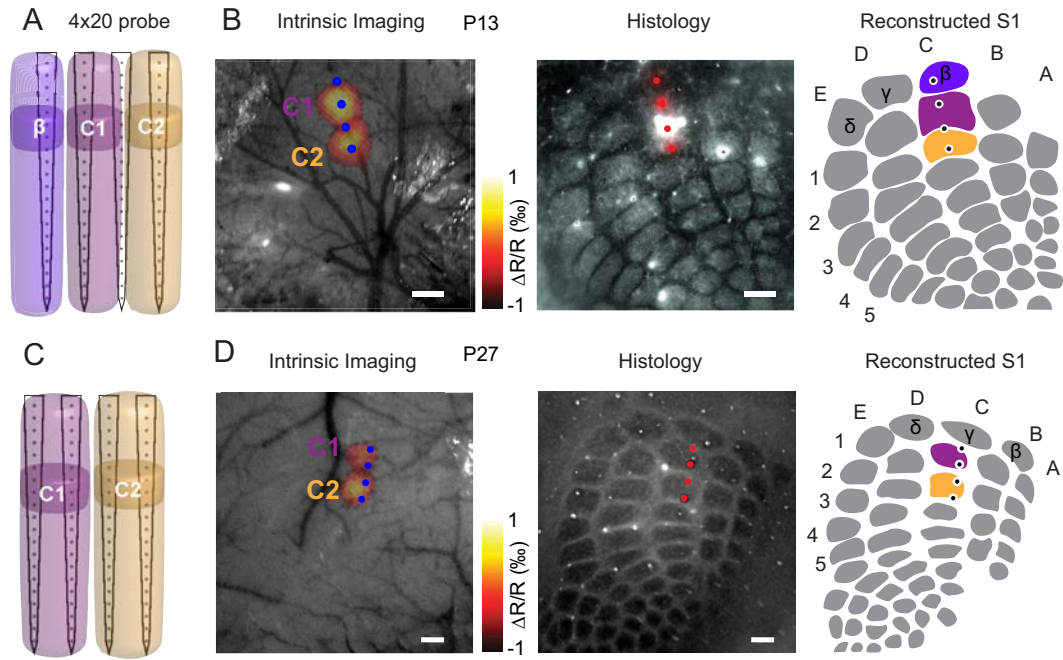 A 4x20 probe
β C1 C2
B Intrinsic Imaging P13 Histology Reconstructed S1
C1
C2
1
ΔR/R (‰)
-1
D C B A
E γ β
δ
1
2
3
4
5
C
C1 C2
D Intrinsic Imaging P27 Histology Reconstructed S1
C1
C2
1
ΔR/R (‰)
-1
E D C B A
δ γ β
1
2
3
4
5